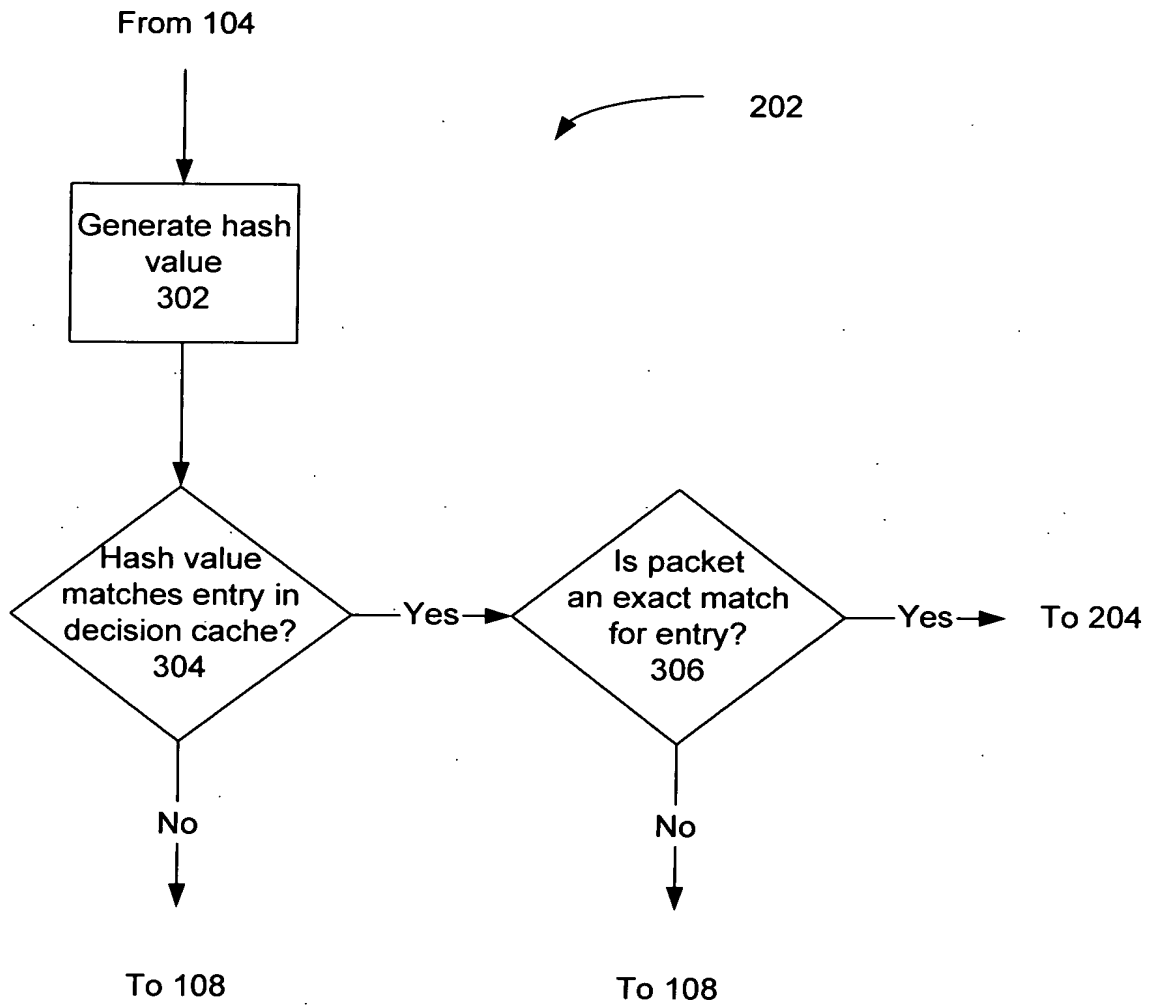 From 104
202
Generate hash
value
302
Hash value
matches entry in
decision cache?
304
Yes
Is packet
an exact match
for entry?
306
Yes
To 204
No
No
To 108
To 108